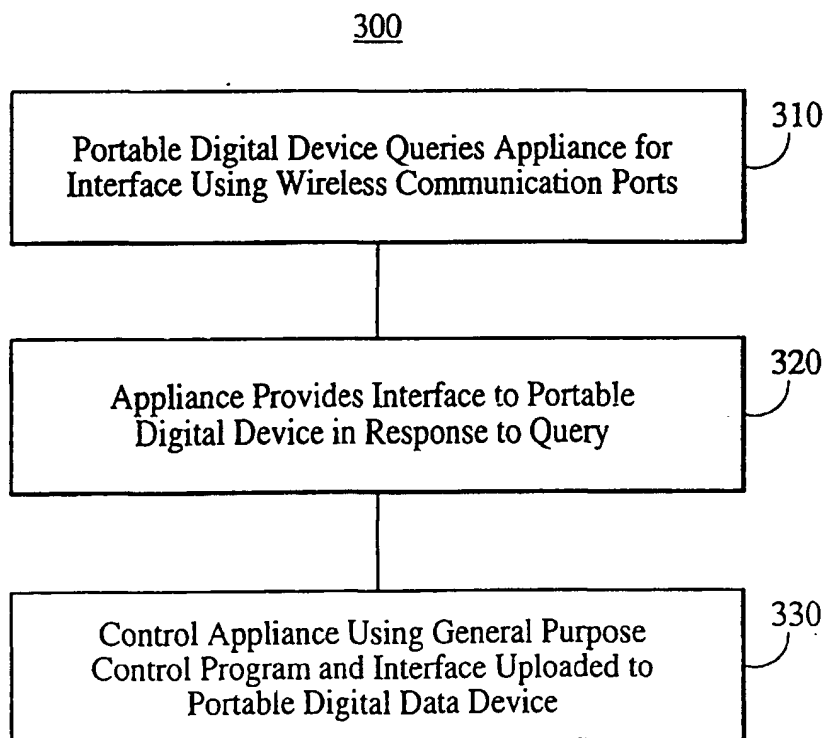 300
310
Portable Digital Device Queries Appliance for
Interface Using Wireless Communication Ports
320
Appliance Provides Interface to Portable
Digital Device in Response to Query
330
Control Appliance Using General Purpose
Control Program and Interface Uploaded to
Portable Digital Data Device